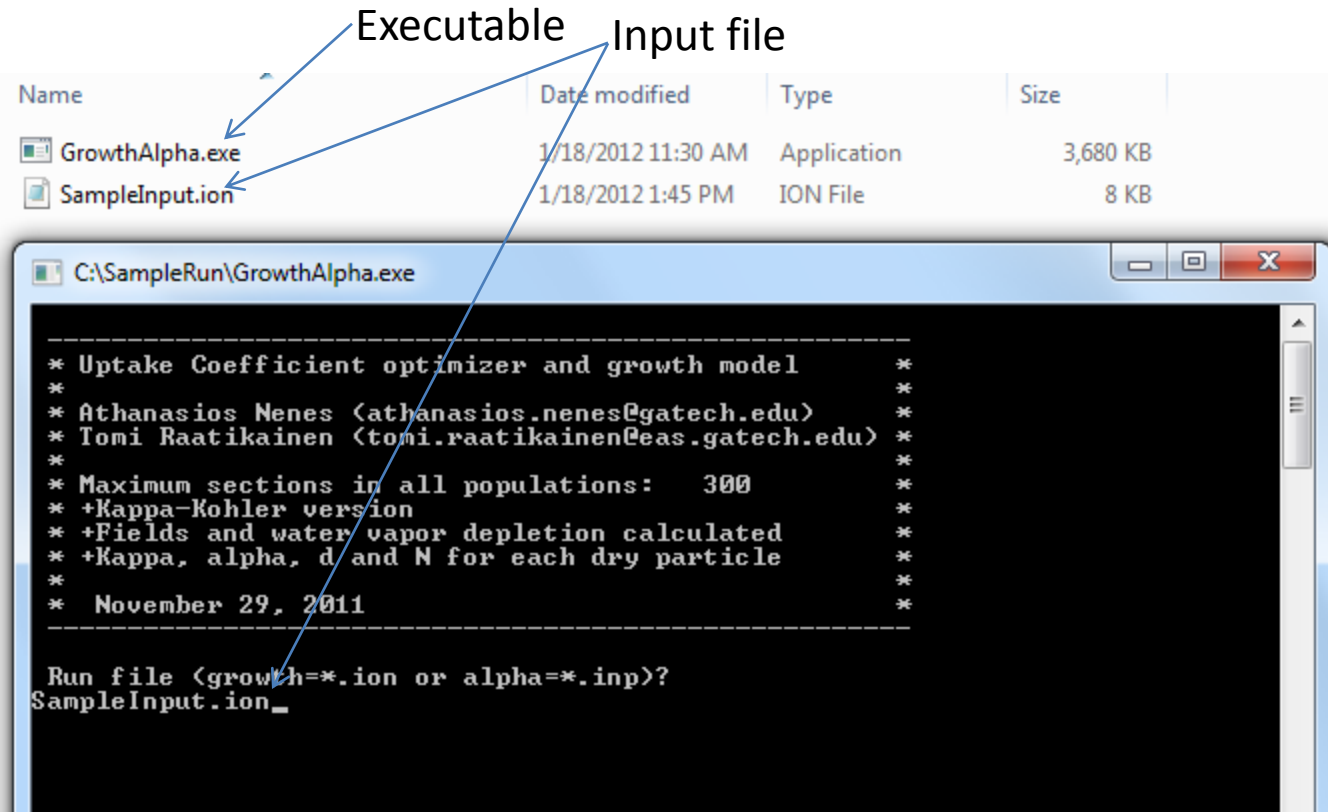 Executable Input file
Name Date modified Type Size
GrowthAlpha.exe 1/18/2012 11:30 AM Application 3,680 KB
SampleInput.ion 1/18/2012 1:45 PM ION File 8 KB
C:\SampleRun\GrowthAlpha.exe
* Uptake Coefficient optimizer and growth model *
* *
* Athanasios Nenes <athanasios.nenes@gatech.edu> *
* Tomi Raatikainen <tomi.raatikainen@eas.gatech.edu> *
* *
* Maximum sections in all populations: 300 *
* +Kappa-Kohler version *
* +Fields and water vapor depletion calculated *
* +Kappa, alpha, d and N for each dry particle *
* *
* November 29, 2011 *
Run file (growth=*.ion or alpha=*.inp)?
SampleInput.ion_